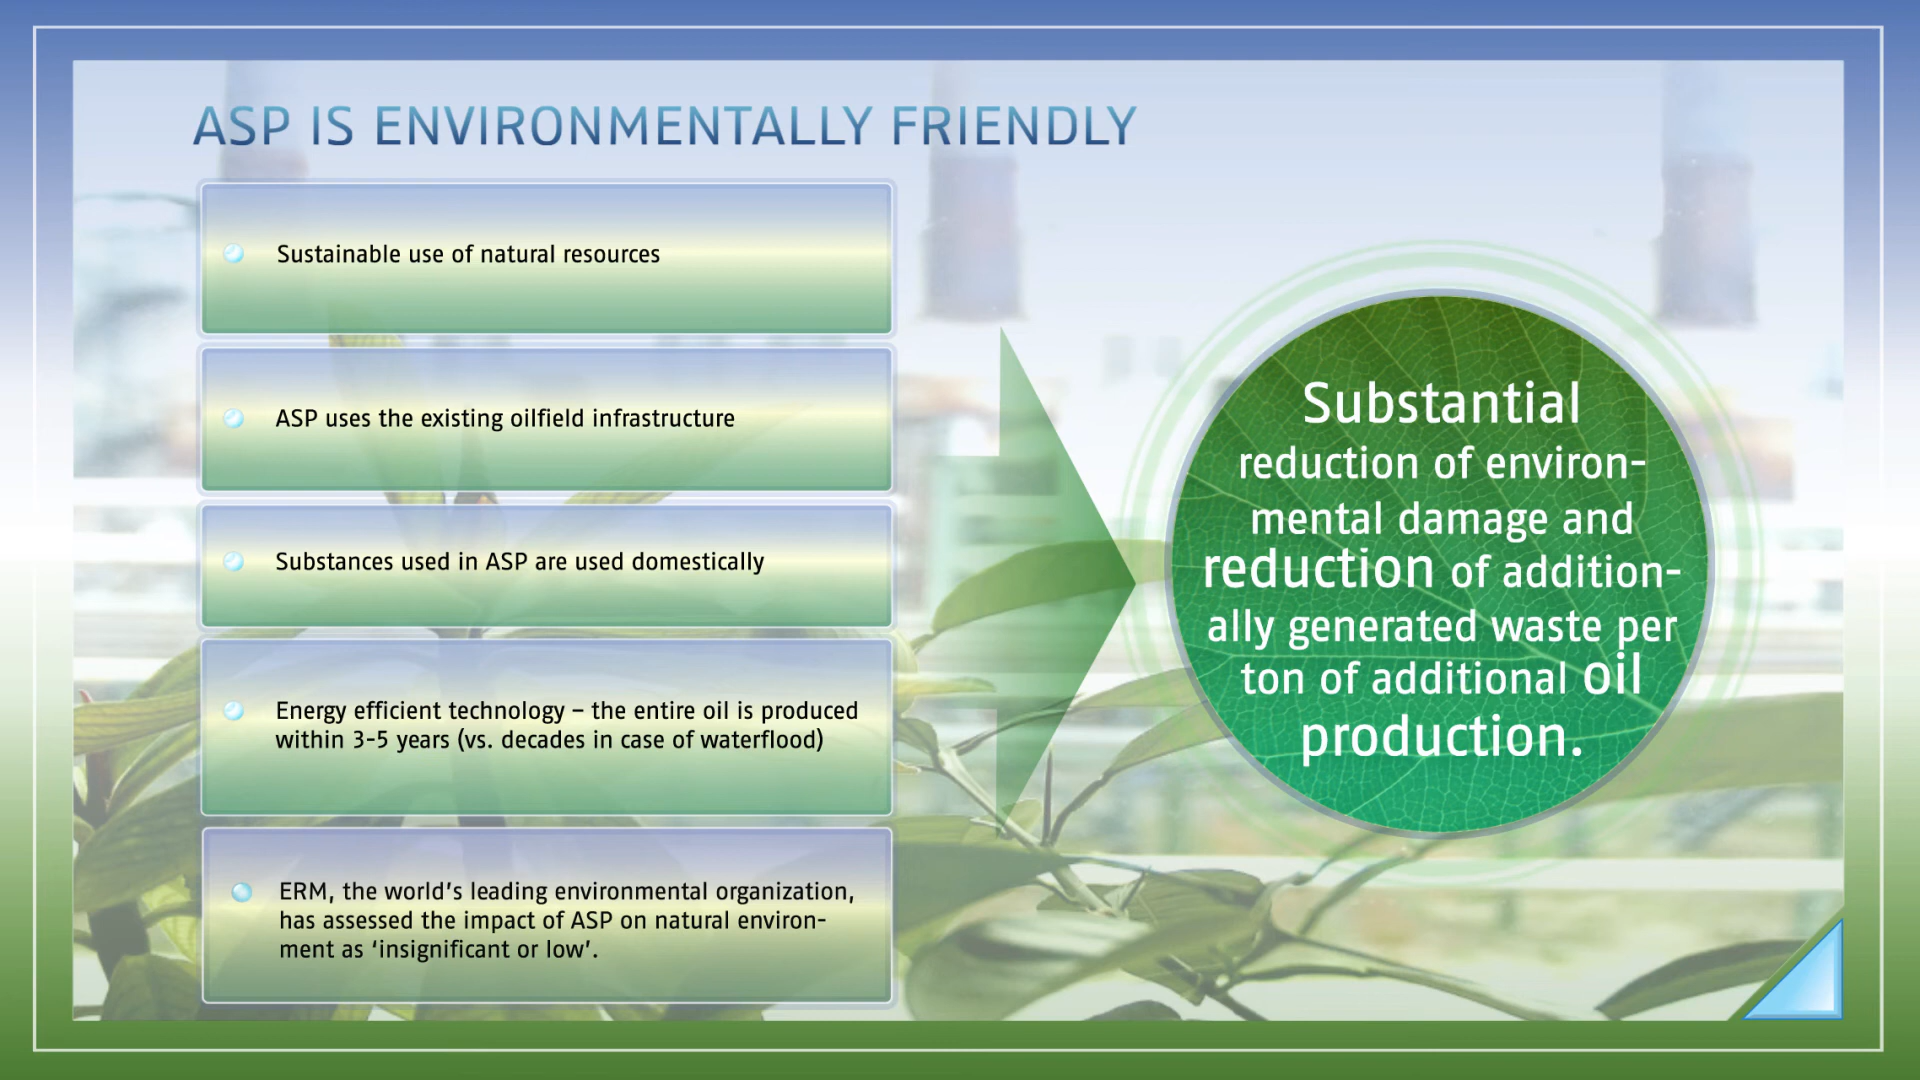 ASP IS ENVIRONMENTALLY FRIENDLY
Sustainable use of natural resources
ASP uses the existing oilfield infrastructure
Substances used in ASP are used domestically
Energy efficient technology – the entire oil is produced
within 3-5 years (vs. decades in case of waterflood)
ERM, the world's leading environmental organization,
has assessed the impact of ASP on natural environ-
ment as ‘insignificant or low’.
Substantial
reduction of environ-
mental damage and
reduction of addition-
ally generated waste per
ton of additional oil
production.